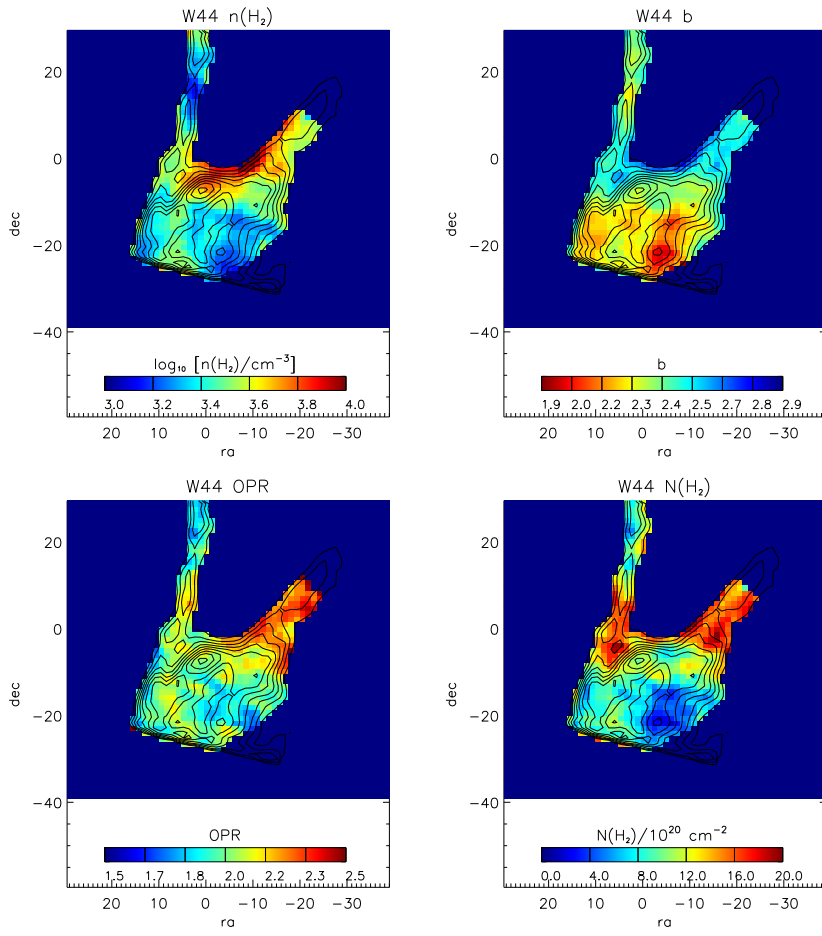 W44 n(H₂)
20
0
−20
−40
dec
log₁₀ [n(H₂)/cm⁻³]
3.0 3.2 3.4 3.6 3.8 4.0
20 10 0 −10 −20 −30
ra
W44 b
20
0
−20
−40
dec
b
1.9 2.0 2.2 2.3 2.4 2.5 2.7 2.8 2.9
20 10 0 −10 −20 −30
ra
W44 OPR
20
0
−20
−40
dec
OPR
1.5 1.7 1.8 2.0 2.2 2.3 2.5
20 10 0 −10 −20 −30
ra
W44 N(H₂)
20
0
−20
−40
dec
N(H₂)/10²⁰ cm⁻²
0.0 4.0 8.0 12.0 16.0 20.0
20 10 0 −10 −20 −30
ra